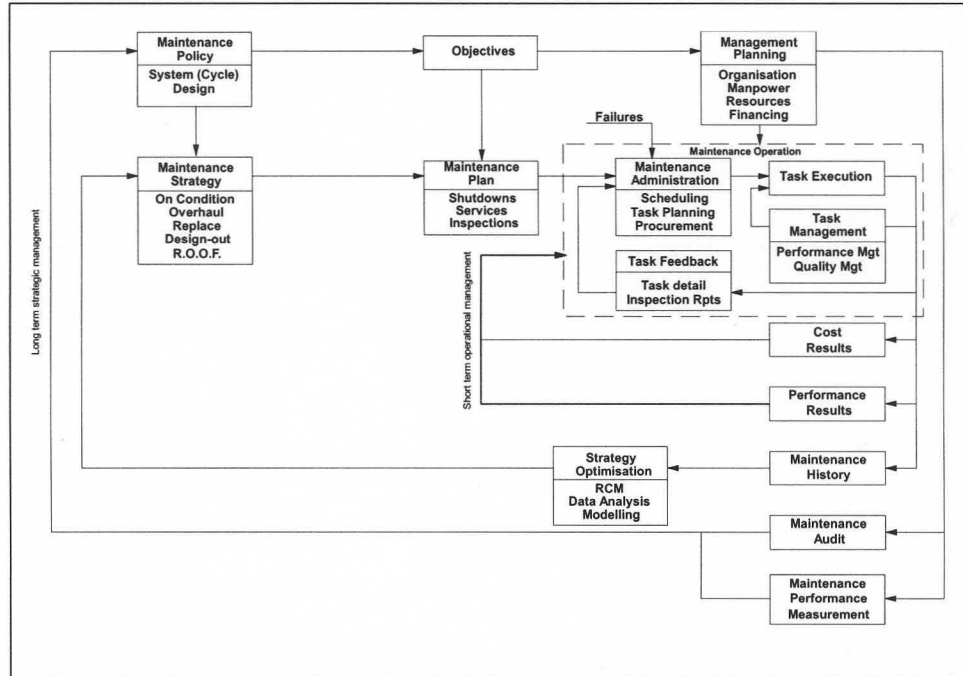 Maintenance
Policy
System (Cycle)
Design
Objectives
Management
Planning
Organisation
Manpower
Resources
Financing
Failures
Maintenance Operation
Maintenance
Strategy
On Condition
Overhaul
Replace
Design-out
R.O.O.F.
Maintenance
Plan
Shutdowns
Services
Inspections
Maintenance
Administration
Scheduling
Task Planning
Procurement
Task Execution
Task
Management
Performance Mgt
Quality Mgt
Task Feedback
Task detail
Inspection Rpts
Long term strategic management
Short term operational management
Cost
Results
Performance
Results
Strategy
Optimisation
RCM
Data Analysis
Modelling
Maintenance
History
Maintenance
Audit
Maintenance
Performance
Measurement